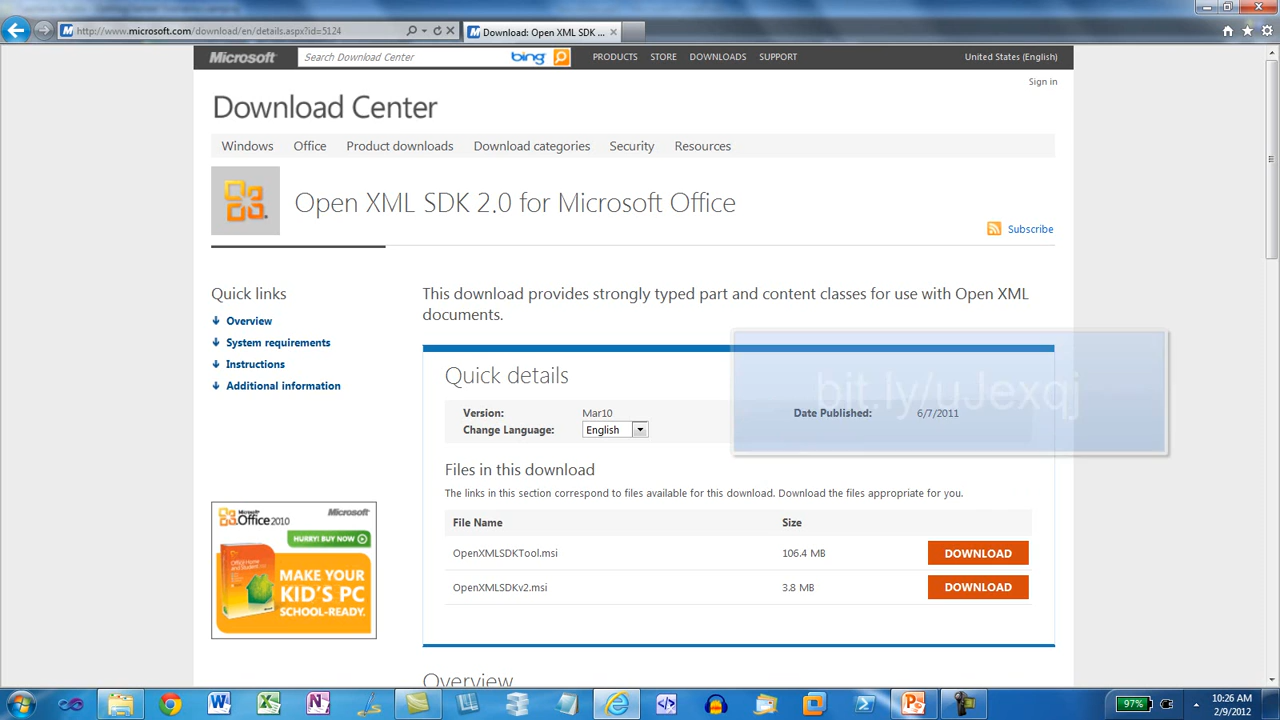 http://www.microsoft.com/download/en/details.aspx?id=5124
Download: Open XML SDK ...
Microsoft
Search Download Center
bing
PRODUCTS STORE DOWNLOADS SUPPORT
United States (English)
Sign in
Download Center
Windows Office Product downloads Download categories Security Resources
Open XML SDK 2.0 for Microsoft Office
Subscribe
Quick links
Overview
System requirements
Instructions
Additional information
This download provides strongly typed part and content classes for use with Open XML
documents.
Quick details
Version: Mar10
Date Published: 6/7/2011
Change Language: English
Files in this download
The links in this section correspond to files available for this download. Download the files appropriate for you.
File Name Size
OpenXMLSDKTool.msi 106.4 MB DOWNLOAD
OpenXMLSDKv2.msi 3.8 MB DOWNLOAD
Microsoft
Office 2010
HURRY! BUY NOW
MAKE YOUR
KID'S PC
SCHOOL-READY.
Overview
97%
10:26 AM
2/9/2012